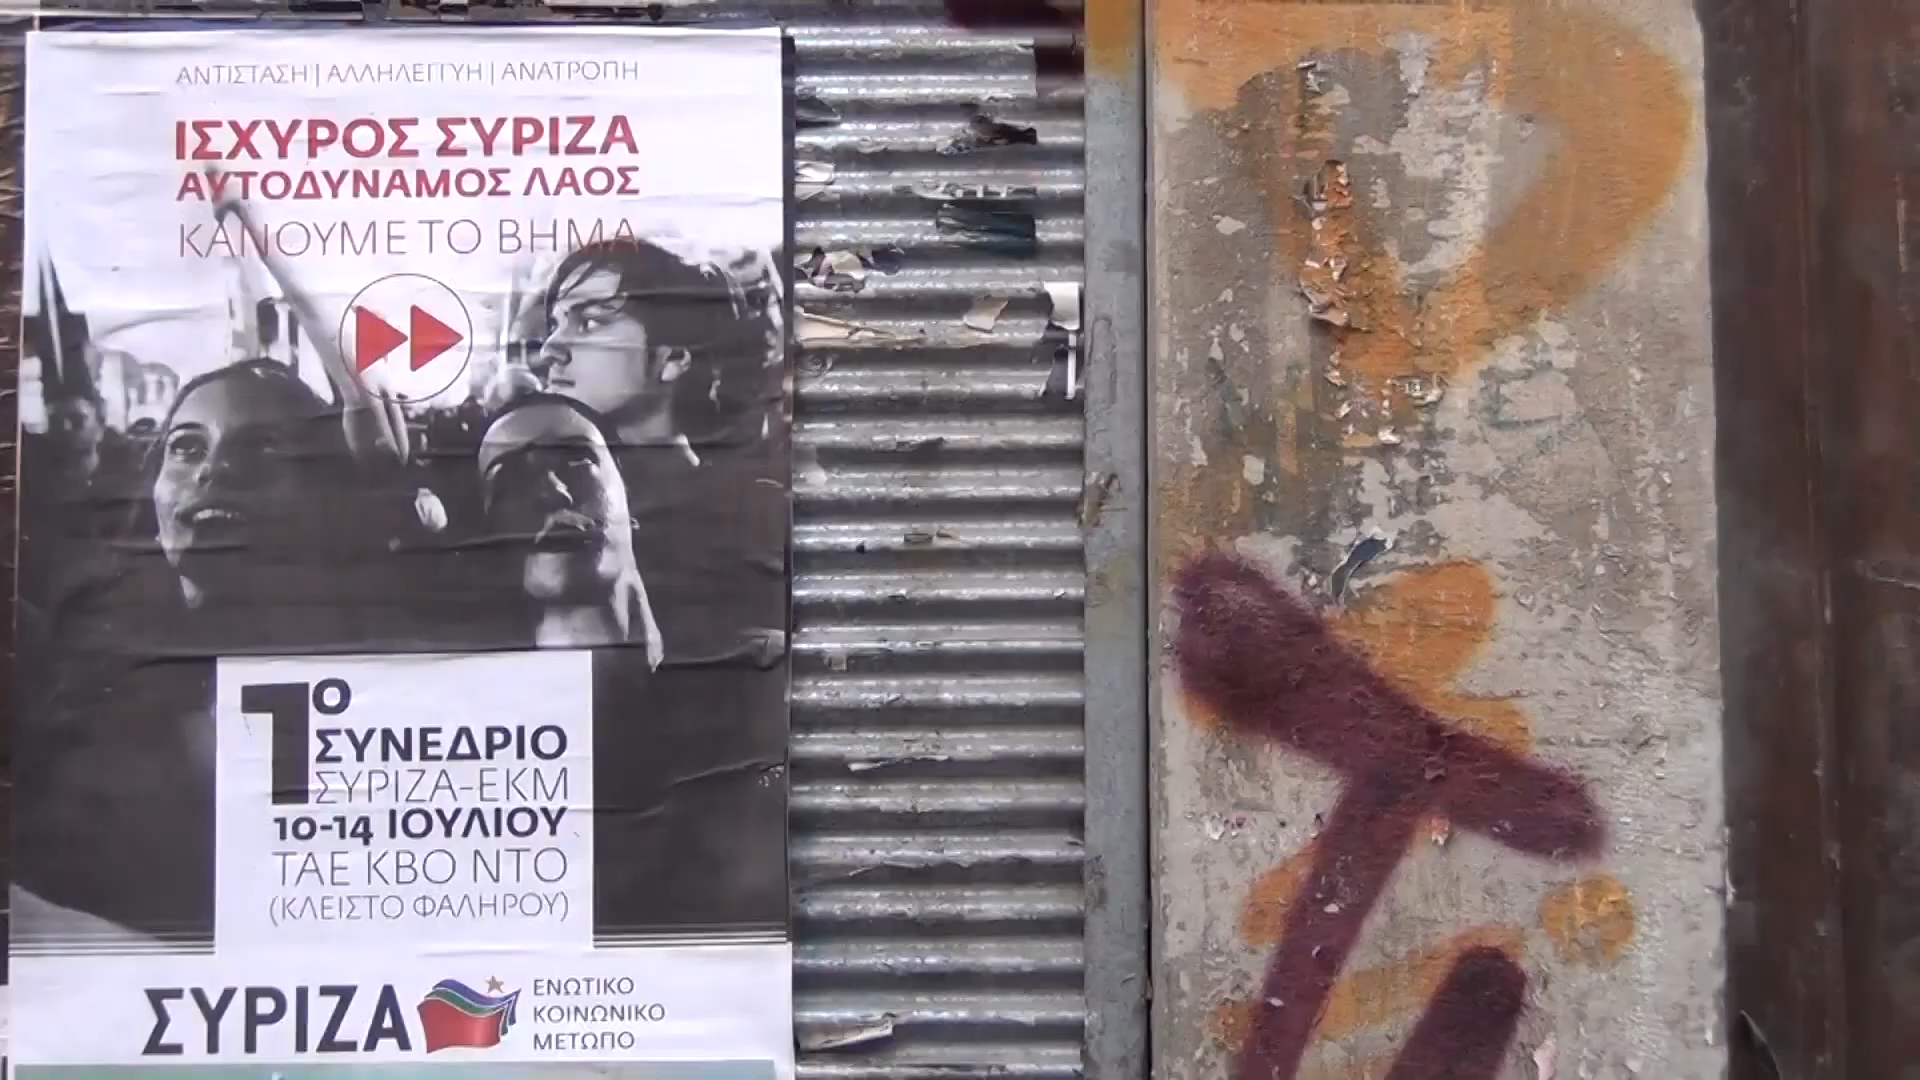 ΑΝΤΙΣΤΑΣΗ | ΑΛΛΗΛΕΓΓΥΗ | ΑΝΑΤΡΟΠΗ
ΙΣΧΥΡΟΣ ΣΥΡΙΖΑ
ΑΥΤΟΔΥΝΑΜΟΣ ΛΑΟΣ
ΚΑΝΟΥΜΕ ΤΟ ΒΗΜΑ
1ο
ΣΥΝΕΔΡΙΟ
ΣΥΡΙΖΑ-ΕΚΜ
10-14 ΙΟΥΛΙΟΥ
ΤΑΕ ΚΒΟ ΝΤΟ
(ΚΛΕΙΣΤΟ ΦΑΛΗΡΟΥ)
ΣΥΡΙΖΑ
ΕΝΩΤΙΚΟ
ΚΟΙΝΩΝΙΚΟ
ΜΕΤΩΠΟ